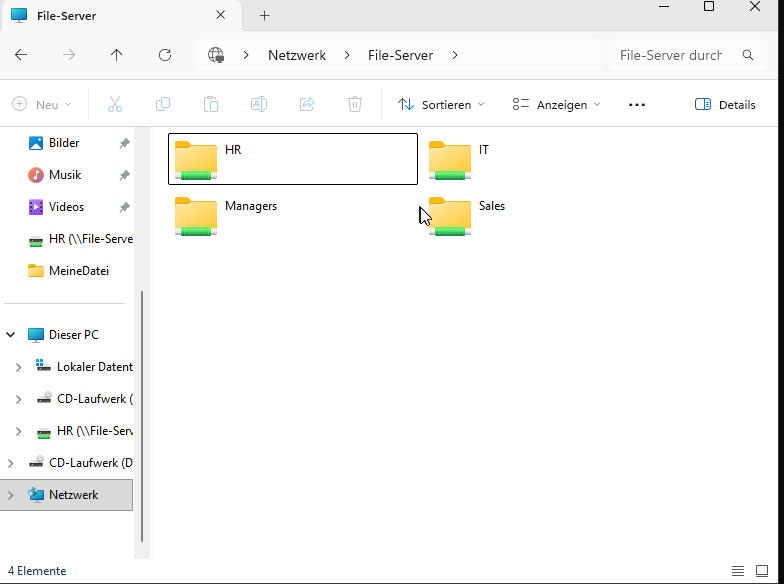 File-Server
Netzwerk
File-Server
File-Server durch
Neu
Sortieren
Anzeigen
Details
Bilder
Musik
Videos
HR (\\File-Serve
MeineDatei
Dieser PC
Lokaler Datent
CD-Laufwerk (
HR (\\File-Serv
CD-Laufwerk (D
Netzwerk
HR
IT
Managers
Sales
4 Elemente